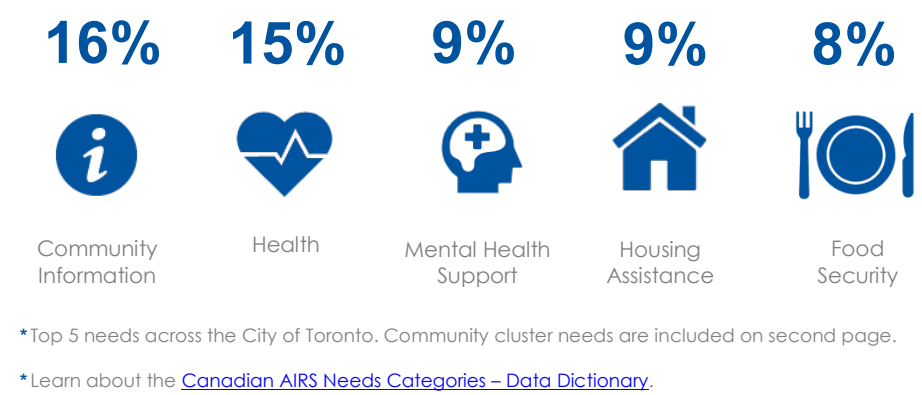 16% 15% 9% 9% 8%
i
Community Information
Health
Mental Health Support
Housing Assistance
Food Security
*Top 5 needs across the City of Toronto. Community cluster needs are included on second page.
*Learn about the Canadian AIRS Needs Categories – Data Dictionary.